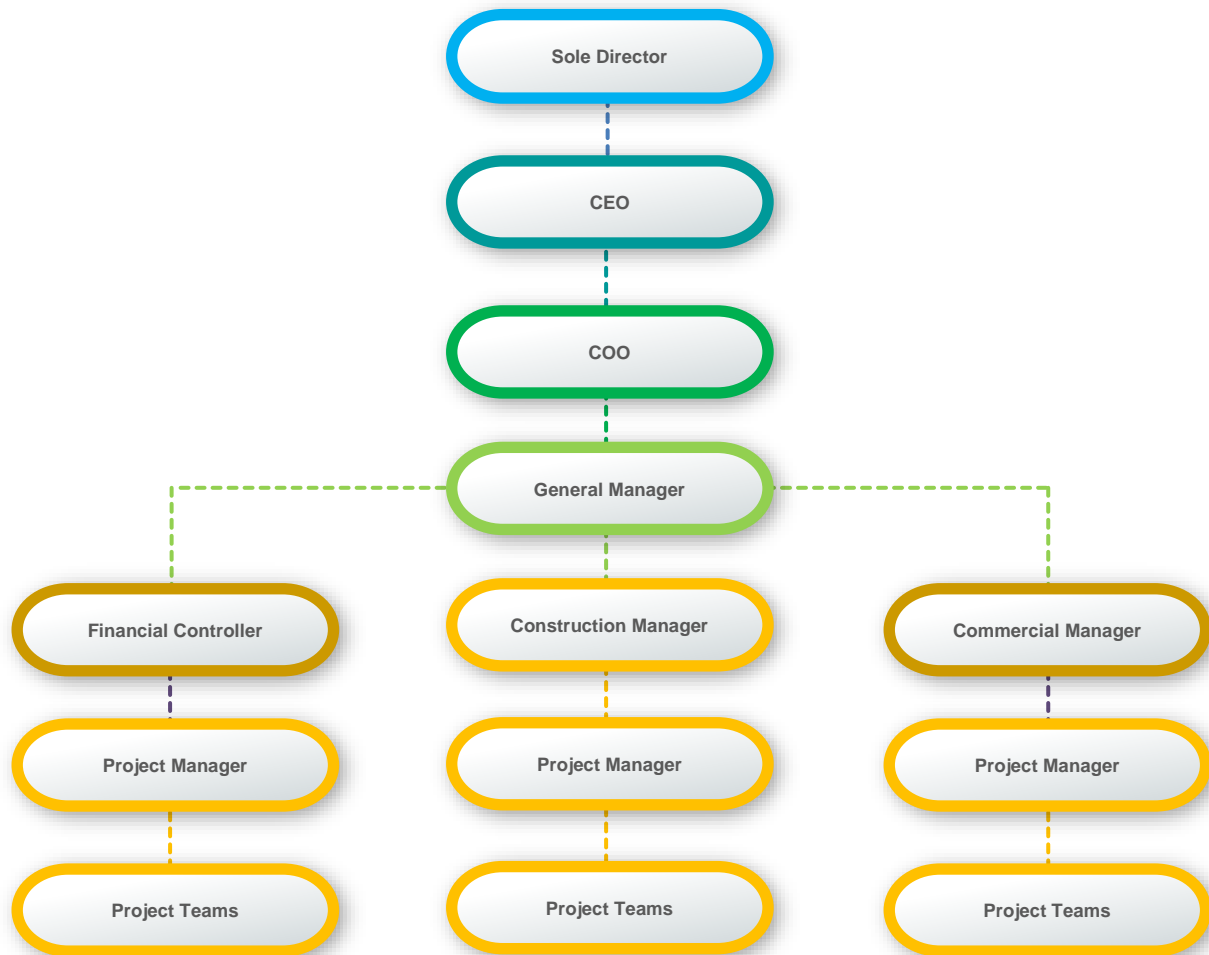 Sole Director
CEO
COO
General Manager
Financial Controller
Construction Manager
Commercial Manager
Project Manager
Project Manager
Project Manager
Project Teams
Project Teams
Project Teams